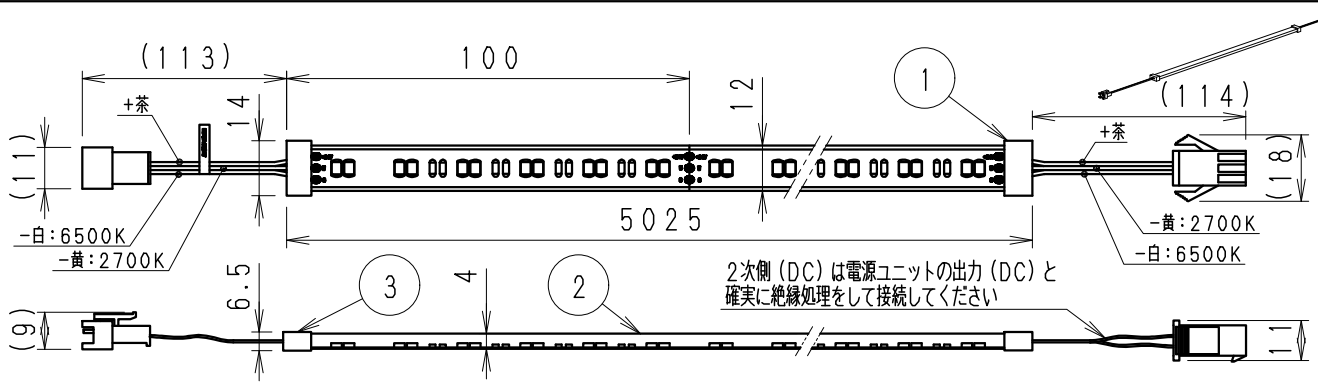 (113)
100
1
(114)
+茶
14
12
+茶
(11)
(18)
5025
-白:6500K
-黄:2700K
-黄:2700K
-白:6500K
6.5
3
4
2
2次側(DC)は電源ユニットの出力(DC)と
確実に絶縁処理をして接続してください
(9)
11